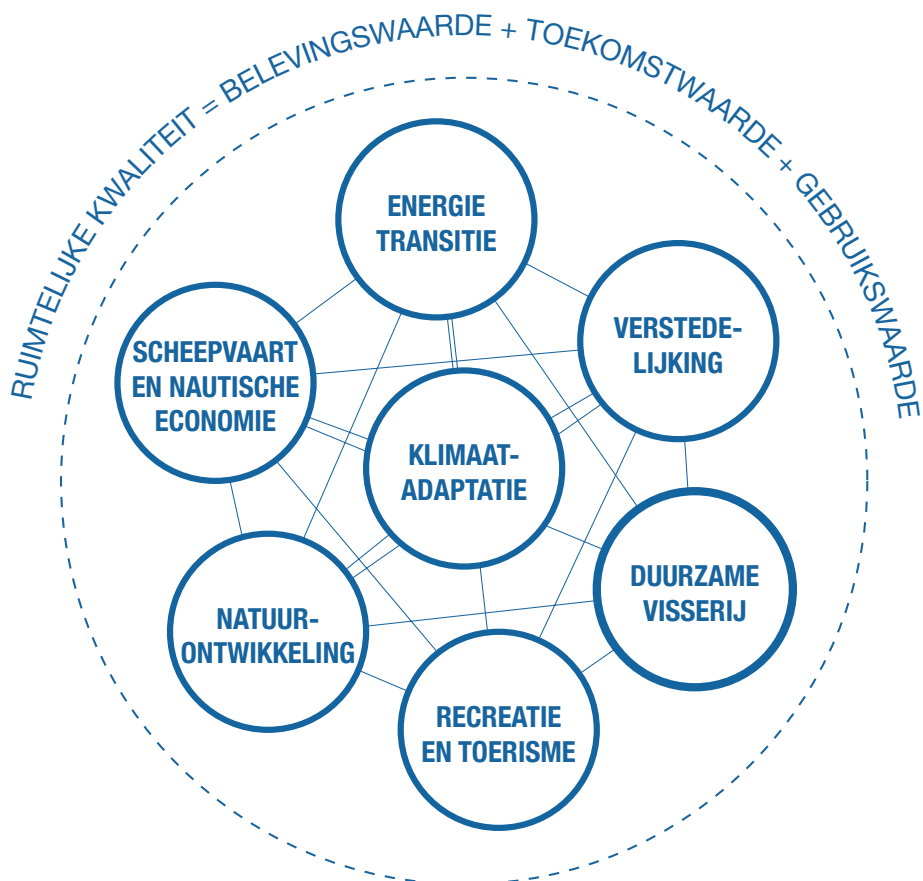 RUIMTELIJKE KWALITEIT = BELEVINGSWAARDE + TOEKOMSTWAARDE + GEBRUIKSWAARDE
ENERGIE
TRANSITIE
VERSTEDE-
LIJKING
SCHEEPVAART
EN NAUTISCHE
ECONOMIE
KLIMAAT-
ADAPTATIE
DUURZAME
VISSERIJ
NATUUR-
ONTWIKKELING
RECREATIE
EN TOERISME